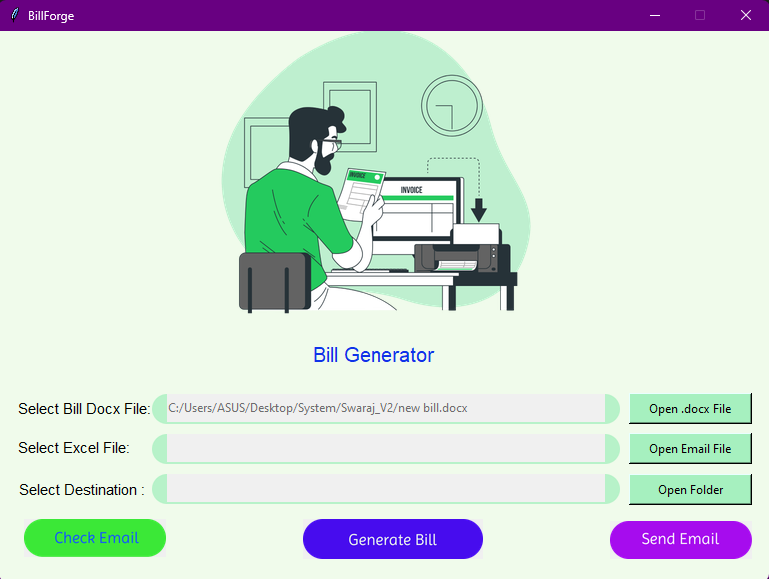 BillForge
INVOICE
INVOICE
Bill Generator
Select Bill Docx File: C:/Users/ASUS/Desktop/System/Swaraj_V2/new bill.docx Open .docx File
Select Excel File: Open Email File
Select Destination : Open Folder
Check Email Generate Bill Send Email